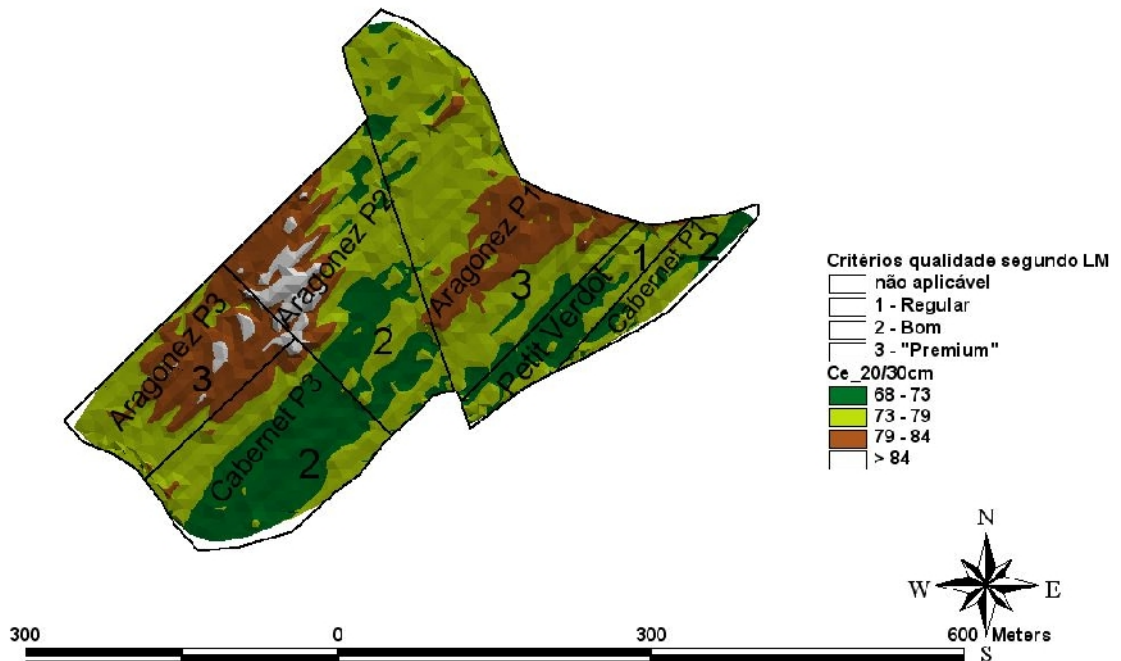 Aragonez P3
3
Aragonez P2
2
Cabernet P3
2
Aragonez P1
3
Petit Verdot
1
Cabernet P1
2
Critérios qualidade segundo LM
não aplicável
1 - Regular
2 - Bom
3 - "Premium"
Ce_20/30cm
68 - 73
73 - 79
79 - 84
> 84
N
W E
S
300 0 300 600 Meters